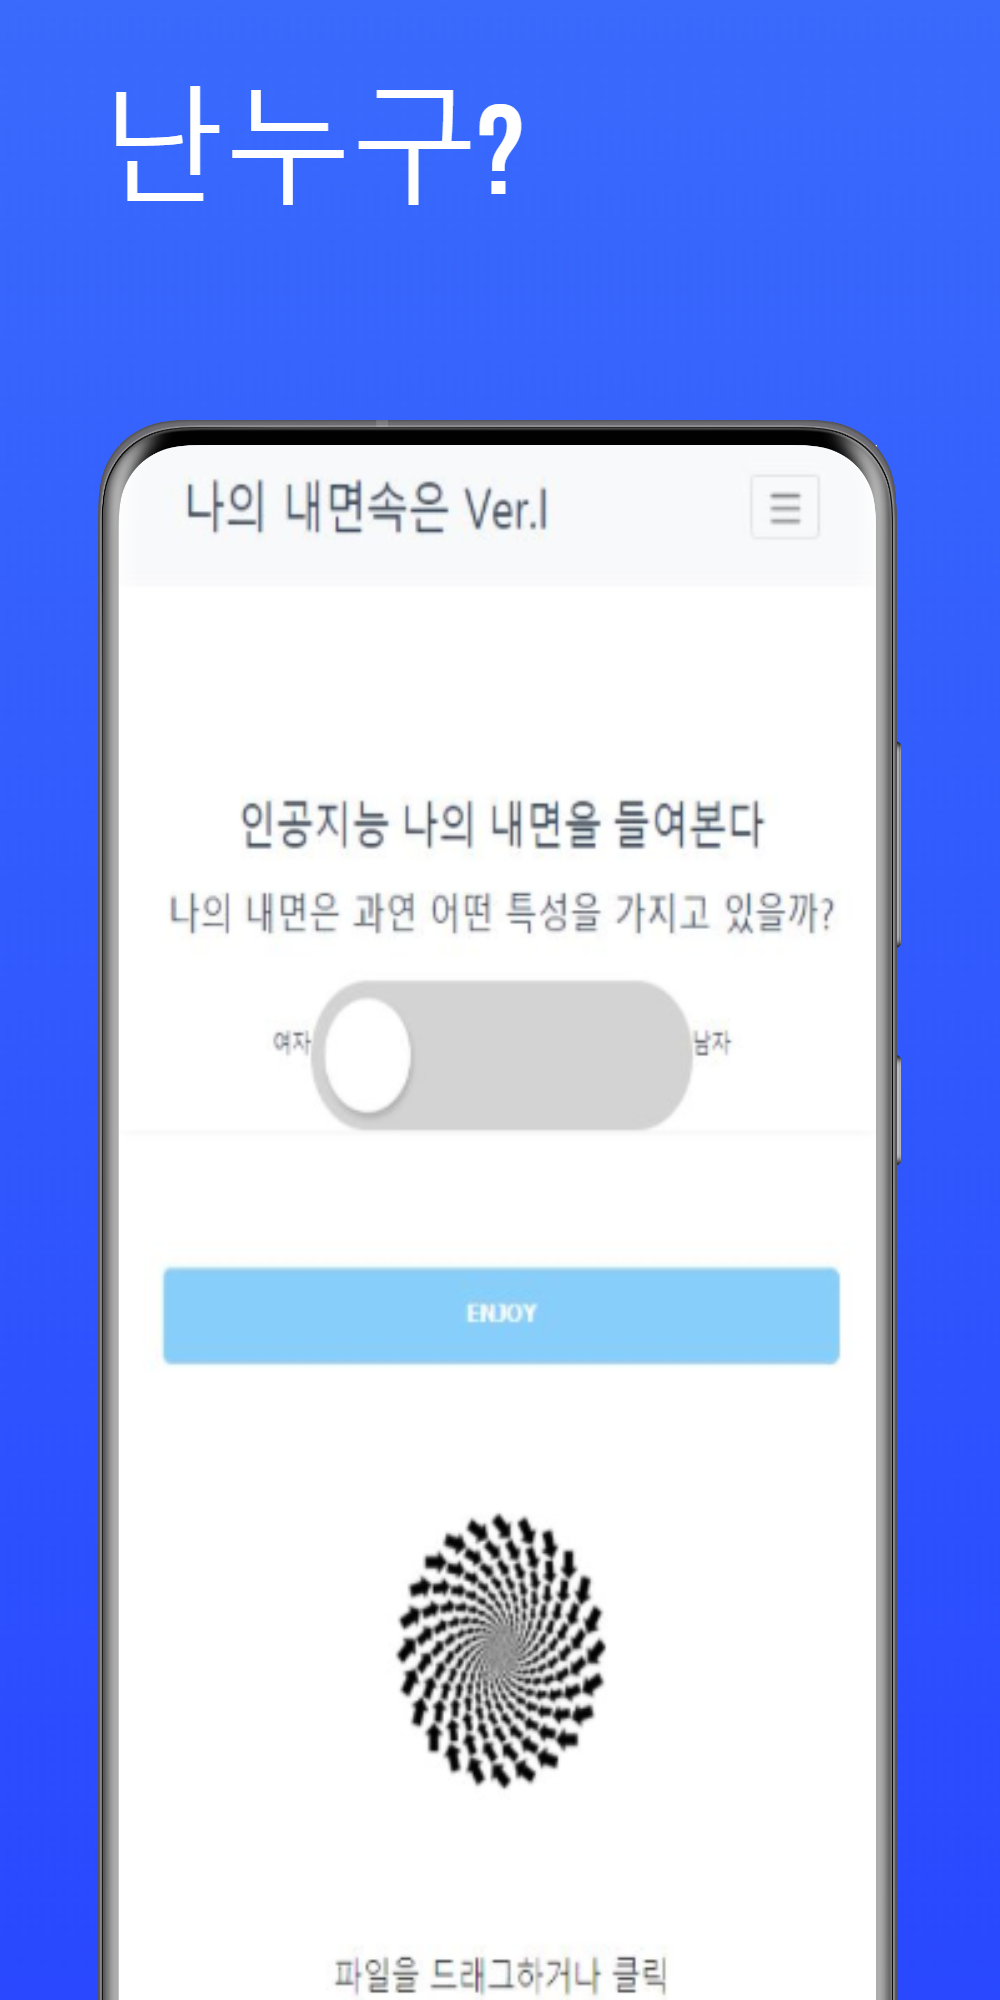 난누구?
나의 내면속은 Ver.I
인공지능 나의 내면을 들여본다
나의 내면은 과연 어떤 특성을 가지고 있을까?
여자 남자
ENJOY
파일을 드래그하거나 클릭